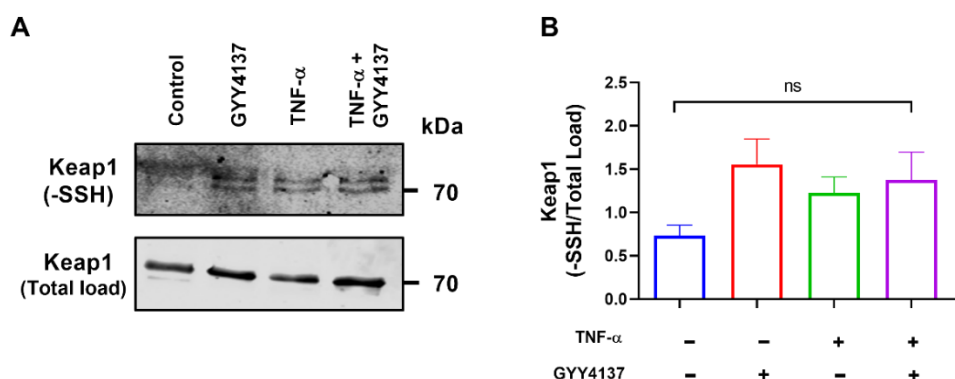 A
Control
GYY4137
TNF-α
TNF-α +
GYY4137
kDa
Keap1
(-SSH)
70
Keap1
(Total load)
70
B
ns
Keap1
(-SSH/Total Load)
2.5
2.0
1.5
1.0
0.5
0.0
TNF-α – – + +
GYY4137 – + – +